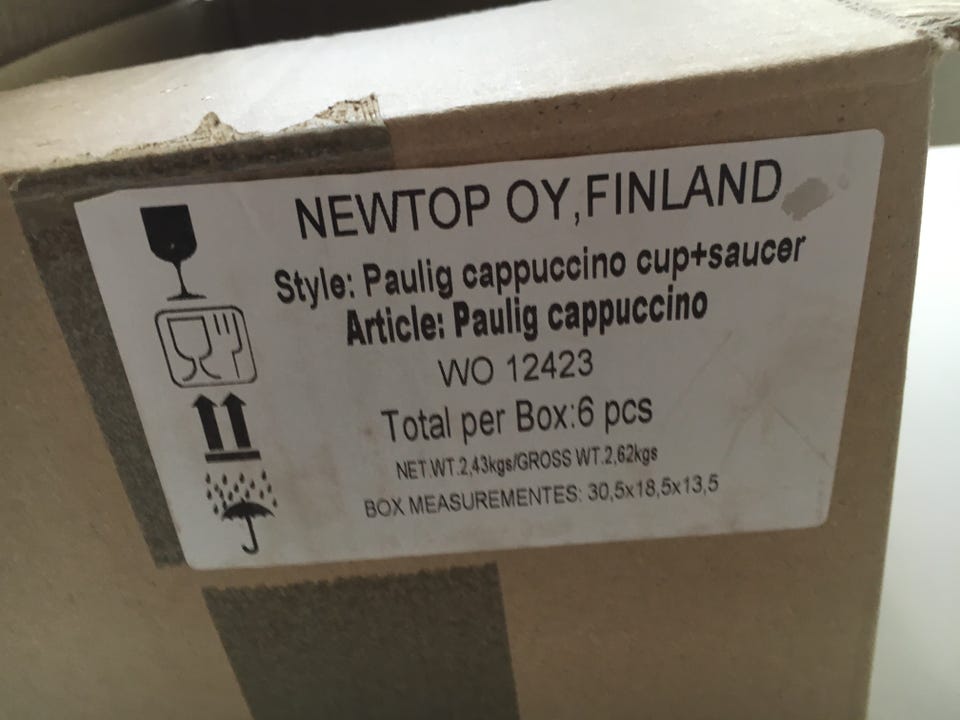 NEWTOP OY,FINLAND
Style: Paulig cappuccino cup+saucer
Article: Paulig cappuccino
WO 12423
Total per Box:6 pcs
NET.WT.2,43kgs/GROSS WT.2,62kgs
BOX MEASUREMENTES: 30,5x18,5x13,5